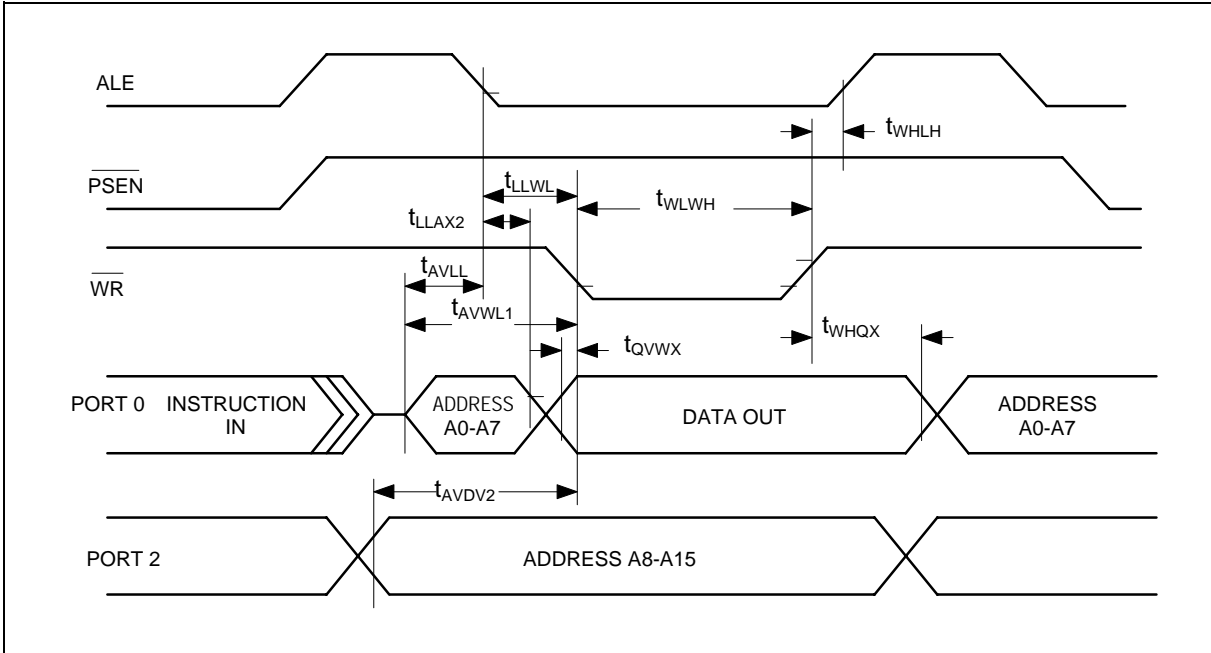 ALE
tWHLH
PSEN
tLLWL
tWLWH
tLLAX2
WR
tAVLL
tAVWL1
tWHQX
tQVWX
PORT 0
INSTRUCTION
IN
ADDRESS
A0-A7
DATA OUT
ADDRESS
A0-A7
tAVDV2
PORT 2
ADDRESS A8-A15